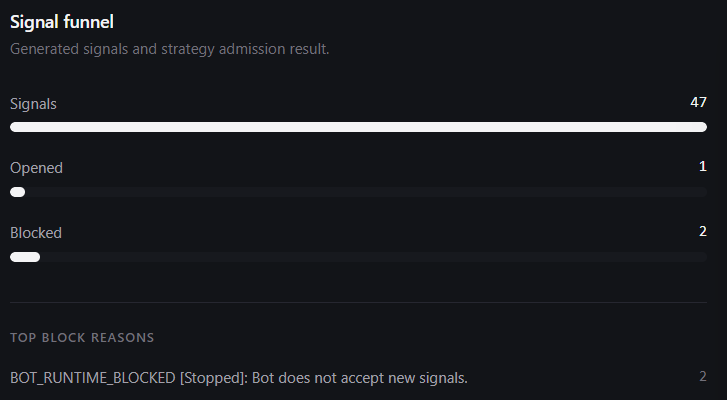 Signal funnel
Generated signals and strategy admission result.
Signals 47
Opened 1
Blocked 2
TOP BLOCK REASONS
BOT_RUNTIME_BLOCKED [Stopped]: Bot does not accept new signals. 2